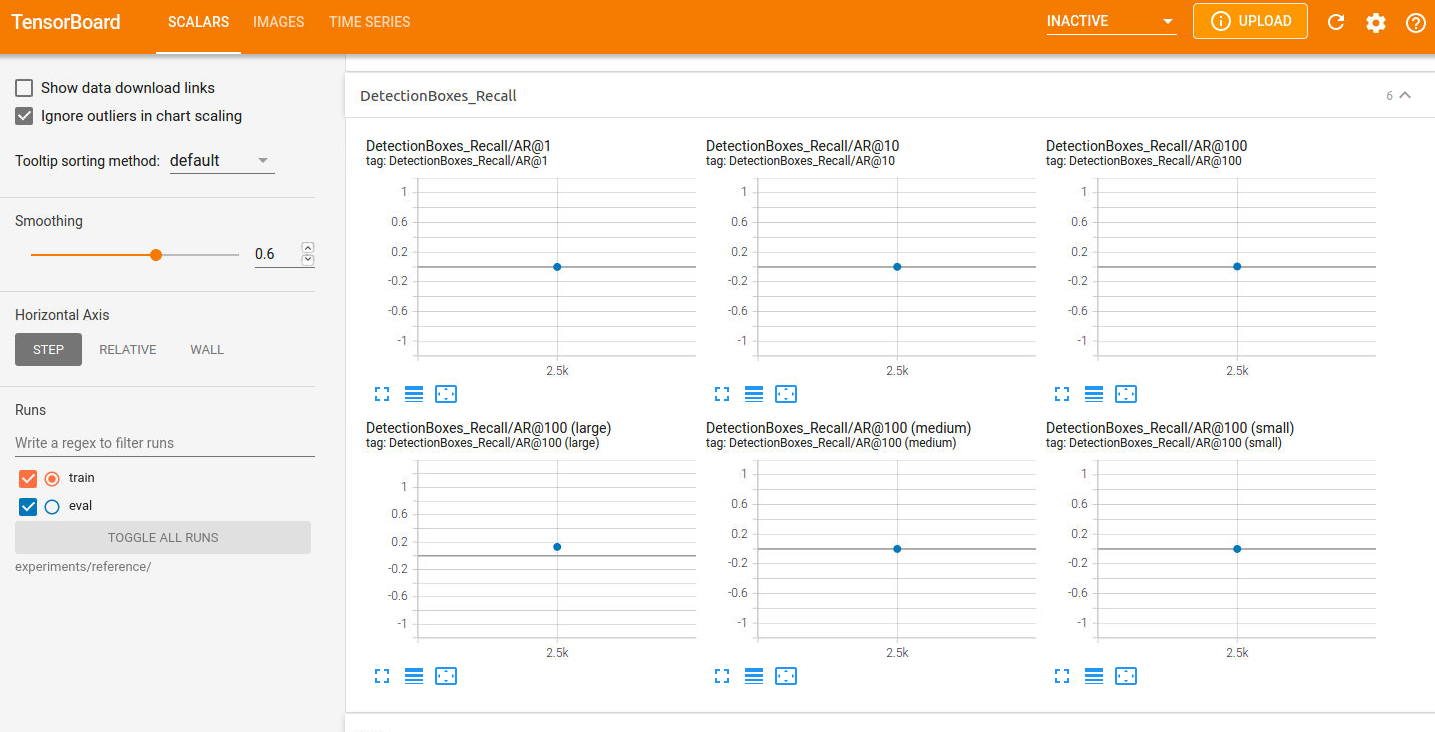 TensorBoard SCALARS IMAGES TIME SERIES INACTIVE UPLOAD
Show data download links
Ignore outliers in chart scaling
Tooltip sorting method: default
Smoothing
0.6
Horizontal Axis
STEP RELATIVE WALL
Runs
Write a regex to filter runs
train
eval
TOGGLE ALL RUNS
experiments/reference/
DetectionBoxes_Recall 6
DetectionBoxes_Recall/AR@1
tag: DetectionBoxes_Recall/AR@1
1
0.6
0.2
-0.2
-0.6
-1
2.5k
DetectionBoxes_Recall/AR@10
tag: DetectionBoxes_Recall/AR@10
1
0.6
0.2
-0.2
-0.6
-1
2.5k
DetectionBoxes_Recall/AR@100
tag: DetectionBoxes_Recall/AR@100
1
0.6
0.2
-0.2
-0.6
-1
2.5k
DetectionBoxes_Recall/AR@100 (large)
tag: DetectionBoxes_Recall/AR@100 (large)
1
0.6
0.2
-0.2
-0.6
-1
2.5k
DetectionBoxes_Recall/AR@100 (medium)
tag: DetectionBoxes_Recall/AR@100 (medium)
1
0.6
0.2
-0.2
-0.6
-1
2.5k
DetectionBoxes_Recall/AR@100 (small)
tag: DetectionBoxes_Recall/AR@100 (small)
1
0.6
0.2
-0.2
-0.6
-1
2.5k